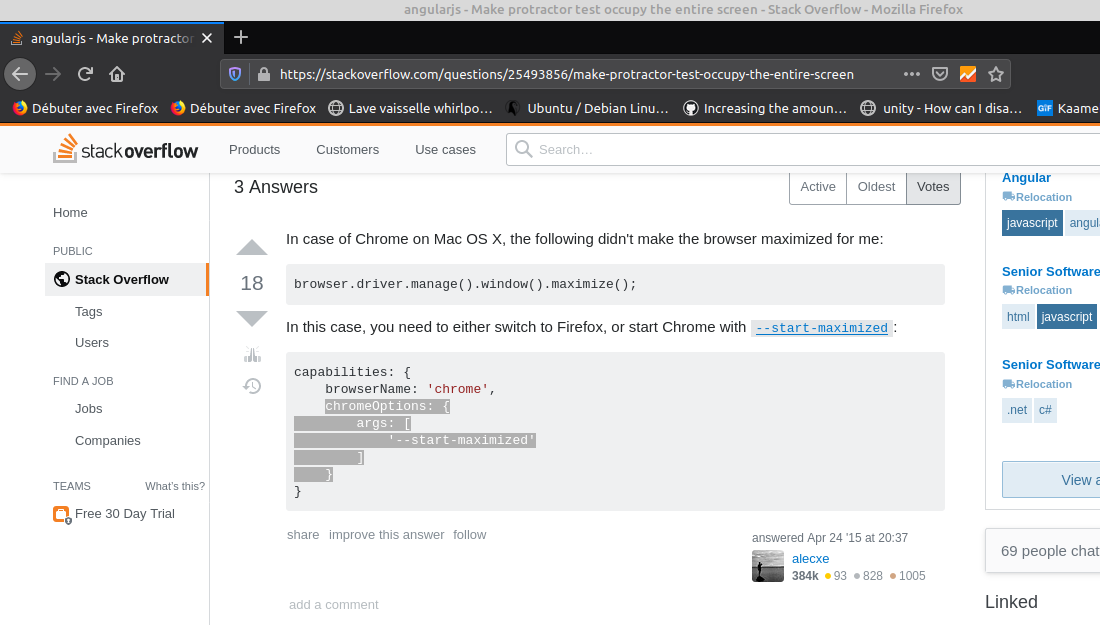 angularjs - Make protractor test occupy the entire screen - Stack Overflow - Mozilla Firefox
angularjs - Make protractor
https://stackoverflow.com/questions/25493856/make-protractor-test-occupy-the-entire-screen
Débuter avec Firefox Débuter avec Firefox Lave vaisselle whirlpo… Ubuntu / Debian Linu… Increasing the amoun… unity - How can I disa… GiF Kaame
stackoverflow Products Customers Use cases Search…
3 Answers
Active Oldest Votes
Home
PUBLIC
Stack Overflow
Tags
Users
FIND A JOB
Jobs
Companies
TEAMS What's this?
Free 30 Day Trial
18
In case of Chrome on Mac OS X, the following didn't make the browser maximized for me:
browser.driver.manage().window().maximize();
In this case, you need to either switch to Firefox, or start Chrome with --start-maximized:
capabilities: {
    browserName: 'chrome',
    chromeOptions: {
        args: [
            '--start-maximized'
        ]
    }
}
share improve this answer follow
answered Apr 24 '15 at 20:37
alecxe
384k 93 828 1005
add a comment
Angular
Relocation
javascript angul
Senior Software
Relocation
html javascript
Senior Software
Relocation
.net c#
View a
69 people chat
Linked